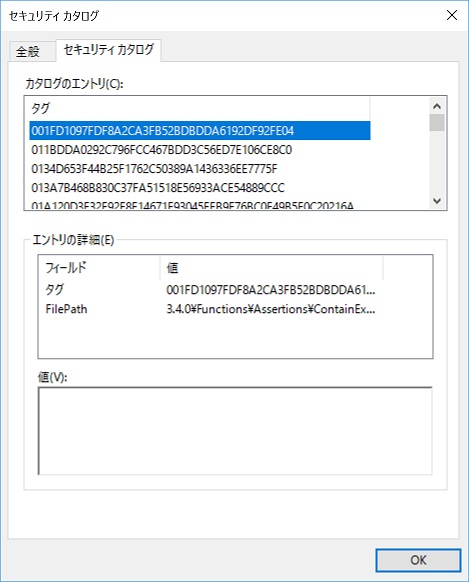 セキュリティ カタログ
全般
セキュリティ カタログ
カタログのエントリ(C):
タグ
001FD1097FDF8A2CA3FB52BDBDDA6192DF92FE04
011BDDA0292C796FCC467BDD3C56ED7E106CE8C0
0134D653F44B25F1762C50389A1436336EE7775F
013A7B468B830C37FA51518E56933ACE54889CCC
エントリの詳細(E)
フィールド 値
タグ 001FD1097FDF8A2CA3FB52BDBDDA61...
FilePath 3.4.0¥Functions¥Assertions¥ContainEx...
値(V):
OK